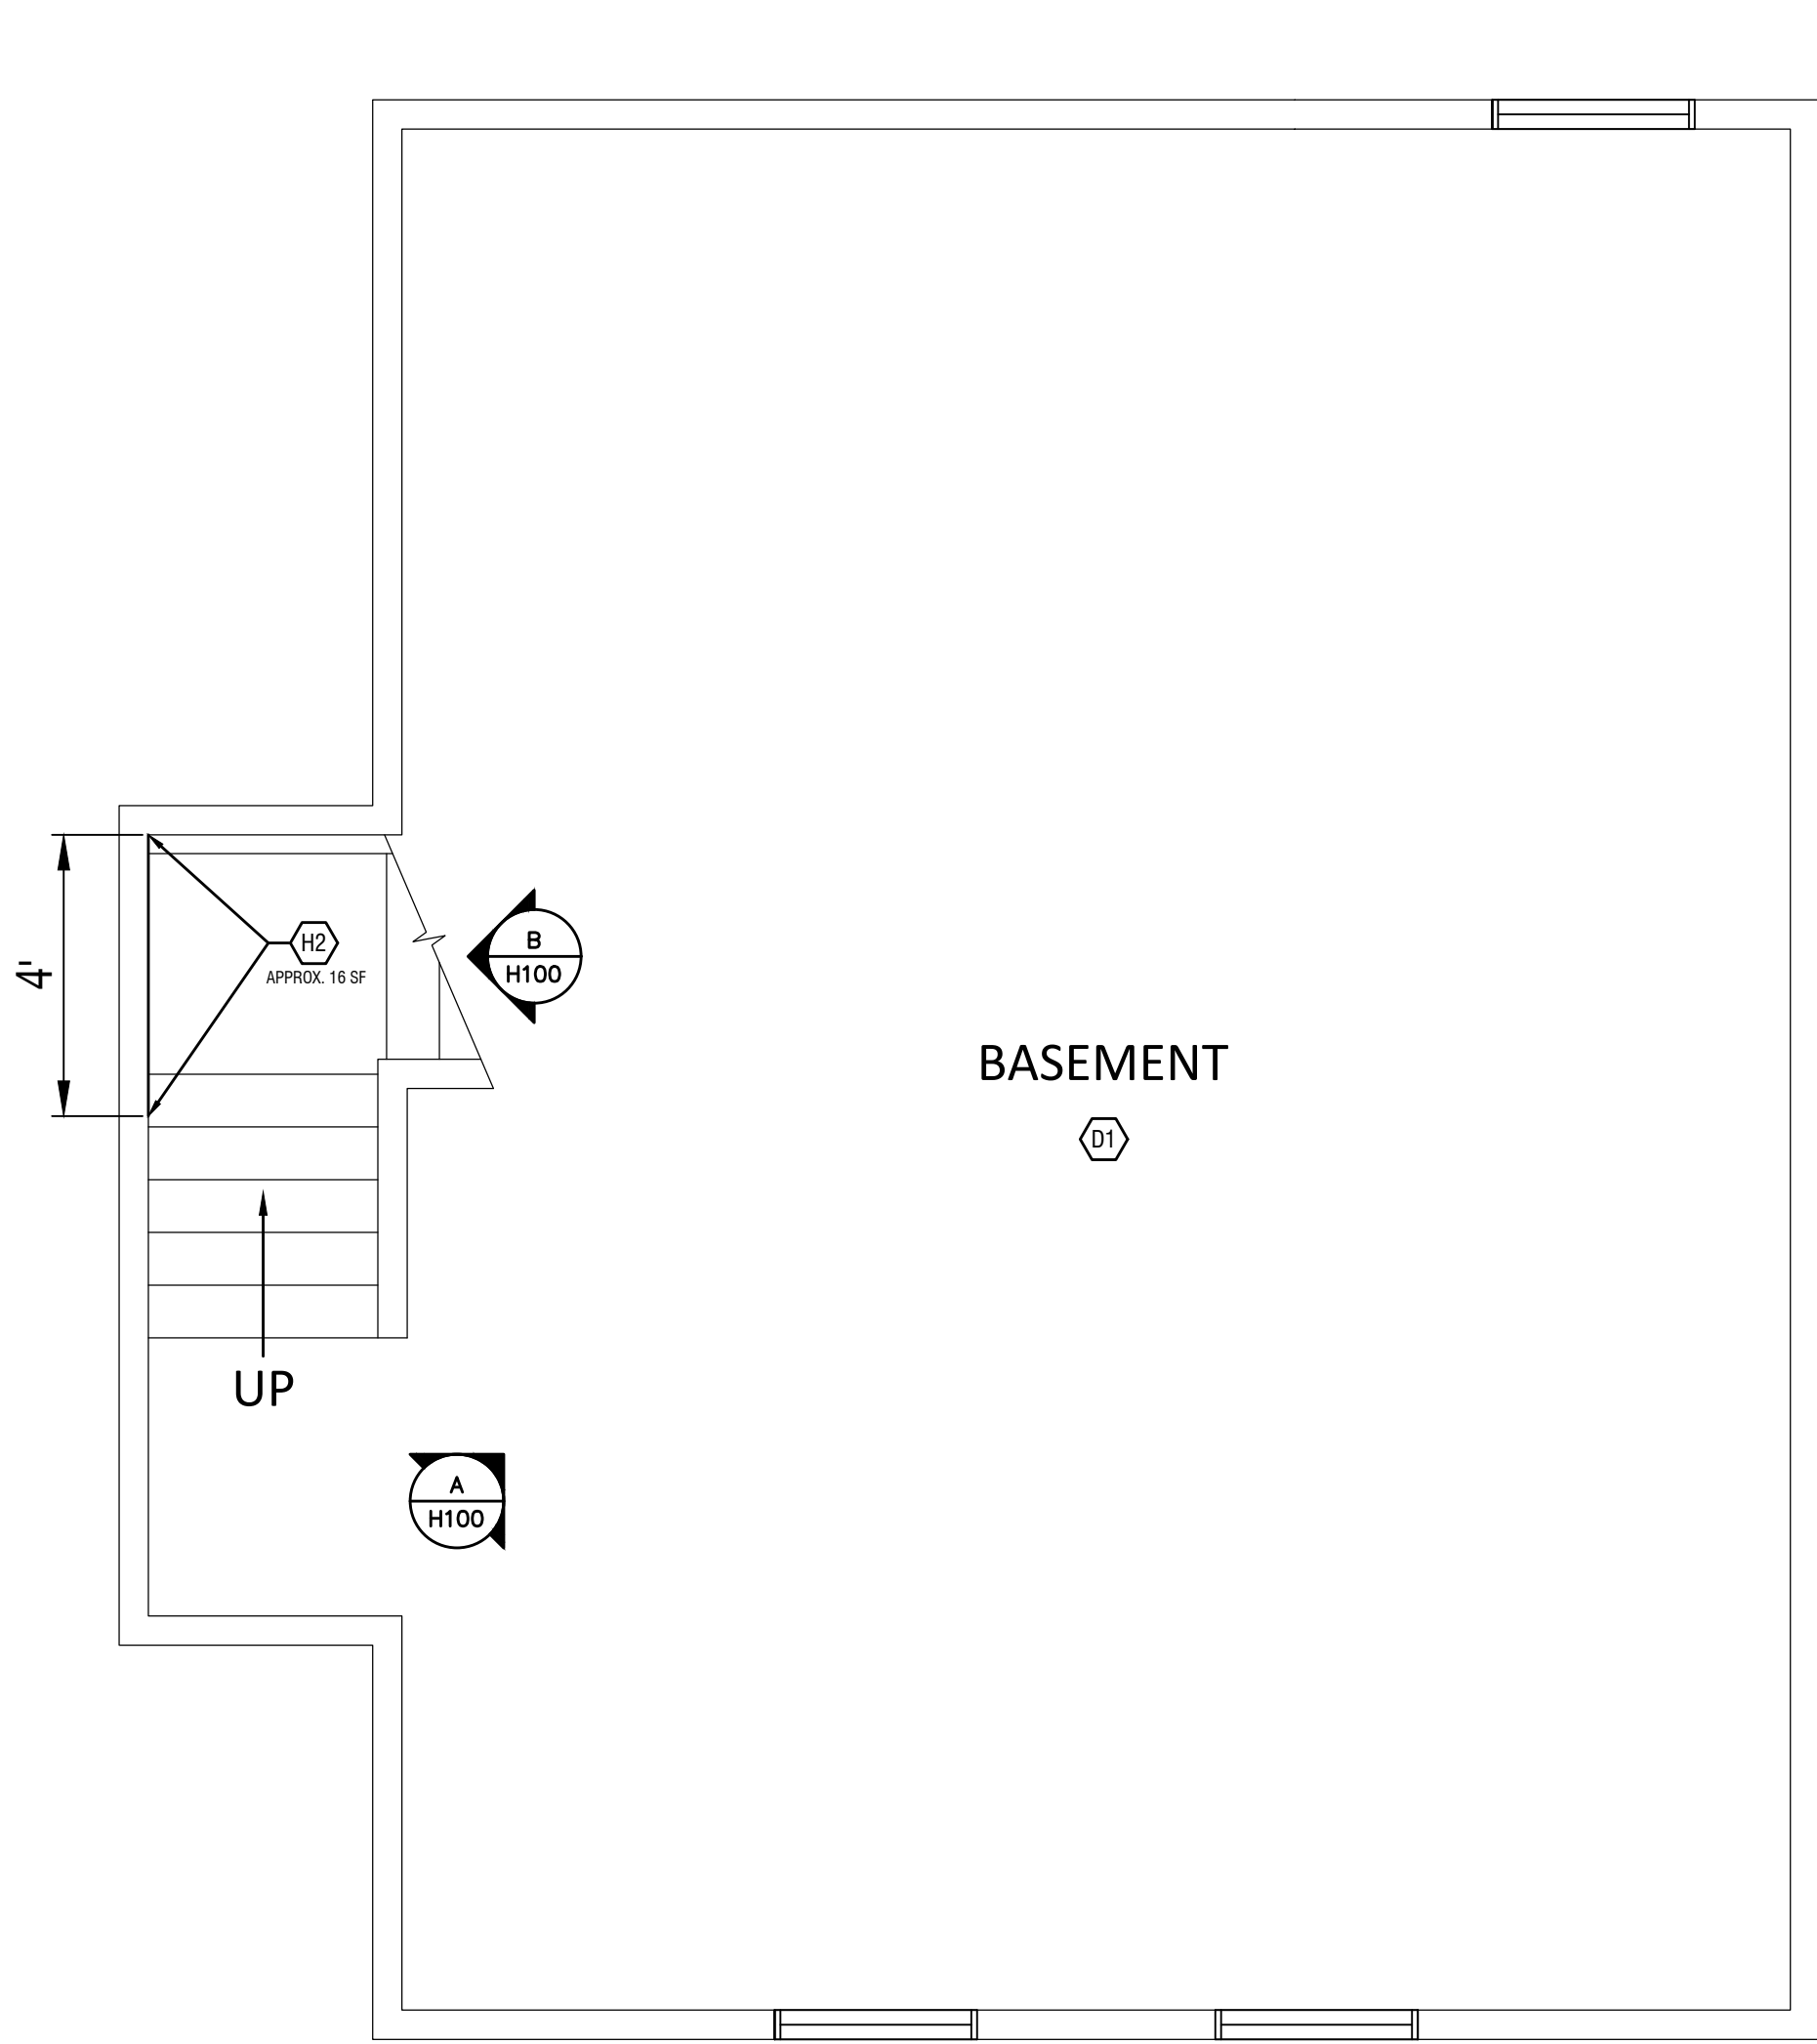 B
H100
H2
APPROX. 16 SF
4'
BASEMENT
D1
UP
A
H100